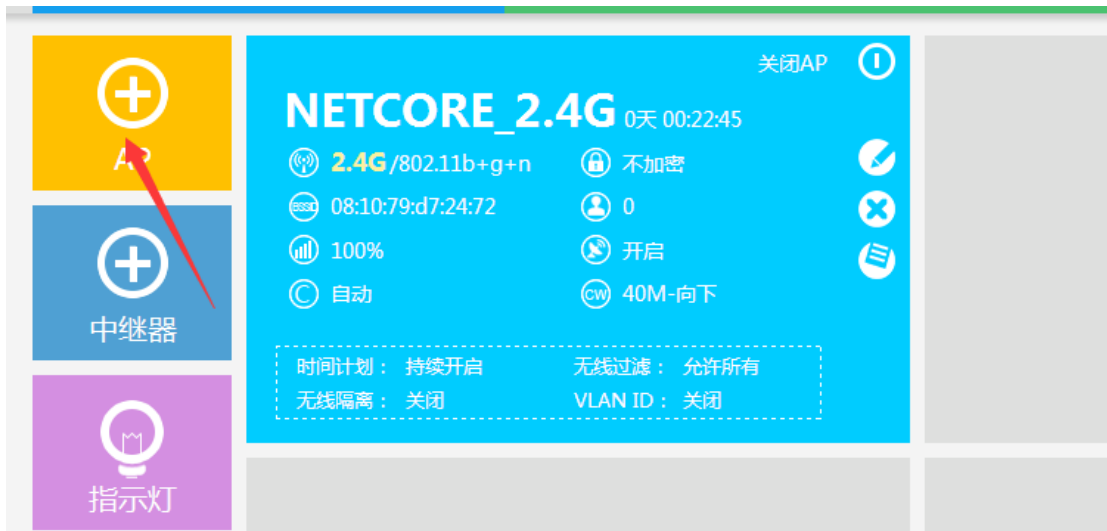 关闭AP
NETCORE_2.4G 0天 00:22:45
AP
2.4G/802.11b+g+n
不加密
BSSID
08:10:79:d7:24:72
0
100%
开启
C
自动
CW
40M-向下
中继器
时间计划： 持续开启
无线过滤： 允许所有
无线隔离： 关闭
VLAN ID： 关闭
指示灯